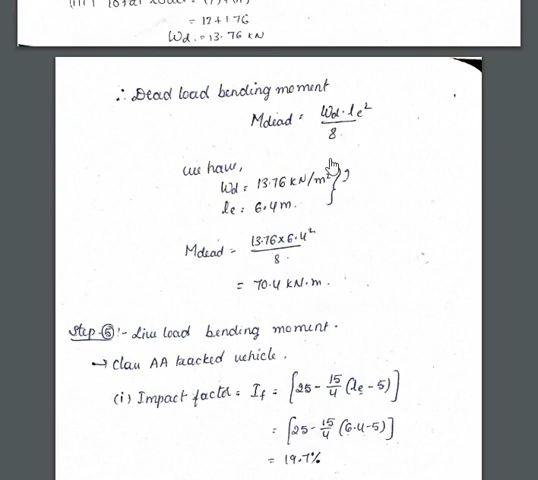 = 12 + 1.76
Wd. = 13.76 kN
∴ Dead load bending moment
Mdead = Wd. le² / 8
we have,
Wd = 13.76 kN/m²
le = 6.4m.
Mdead = 13.76 x 6.4² / 8
= 70.4 kN.m.
Step-⑤:- Live load bending moment.
→ Class AA tracked vehicle.
(i) Impact factor = If = [25 - 15/4 (le - 5)]
= [25 - 15/4 (6.4-5)]
= 19.7%